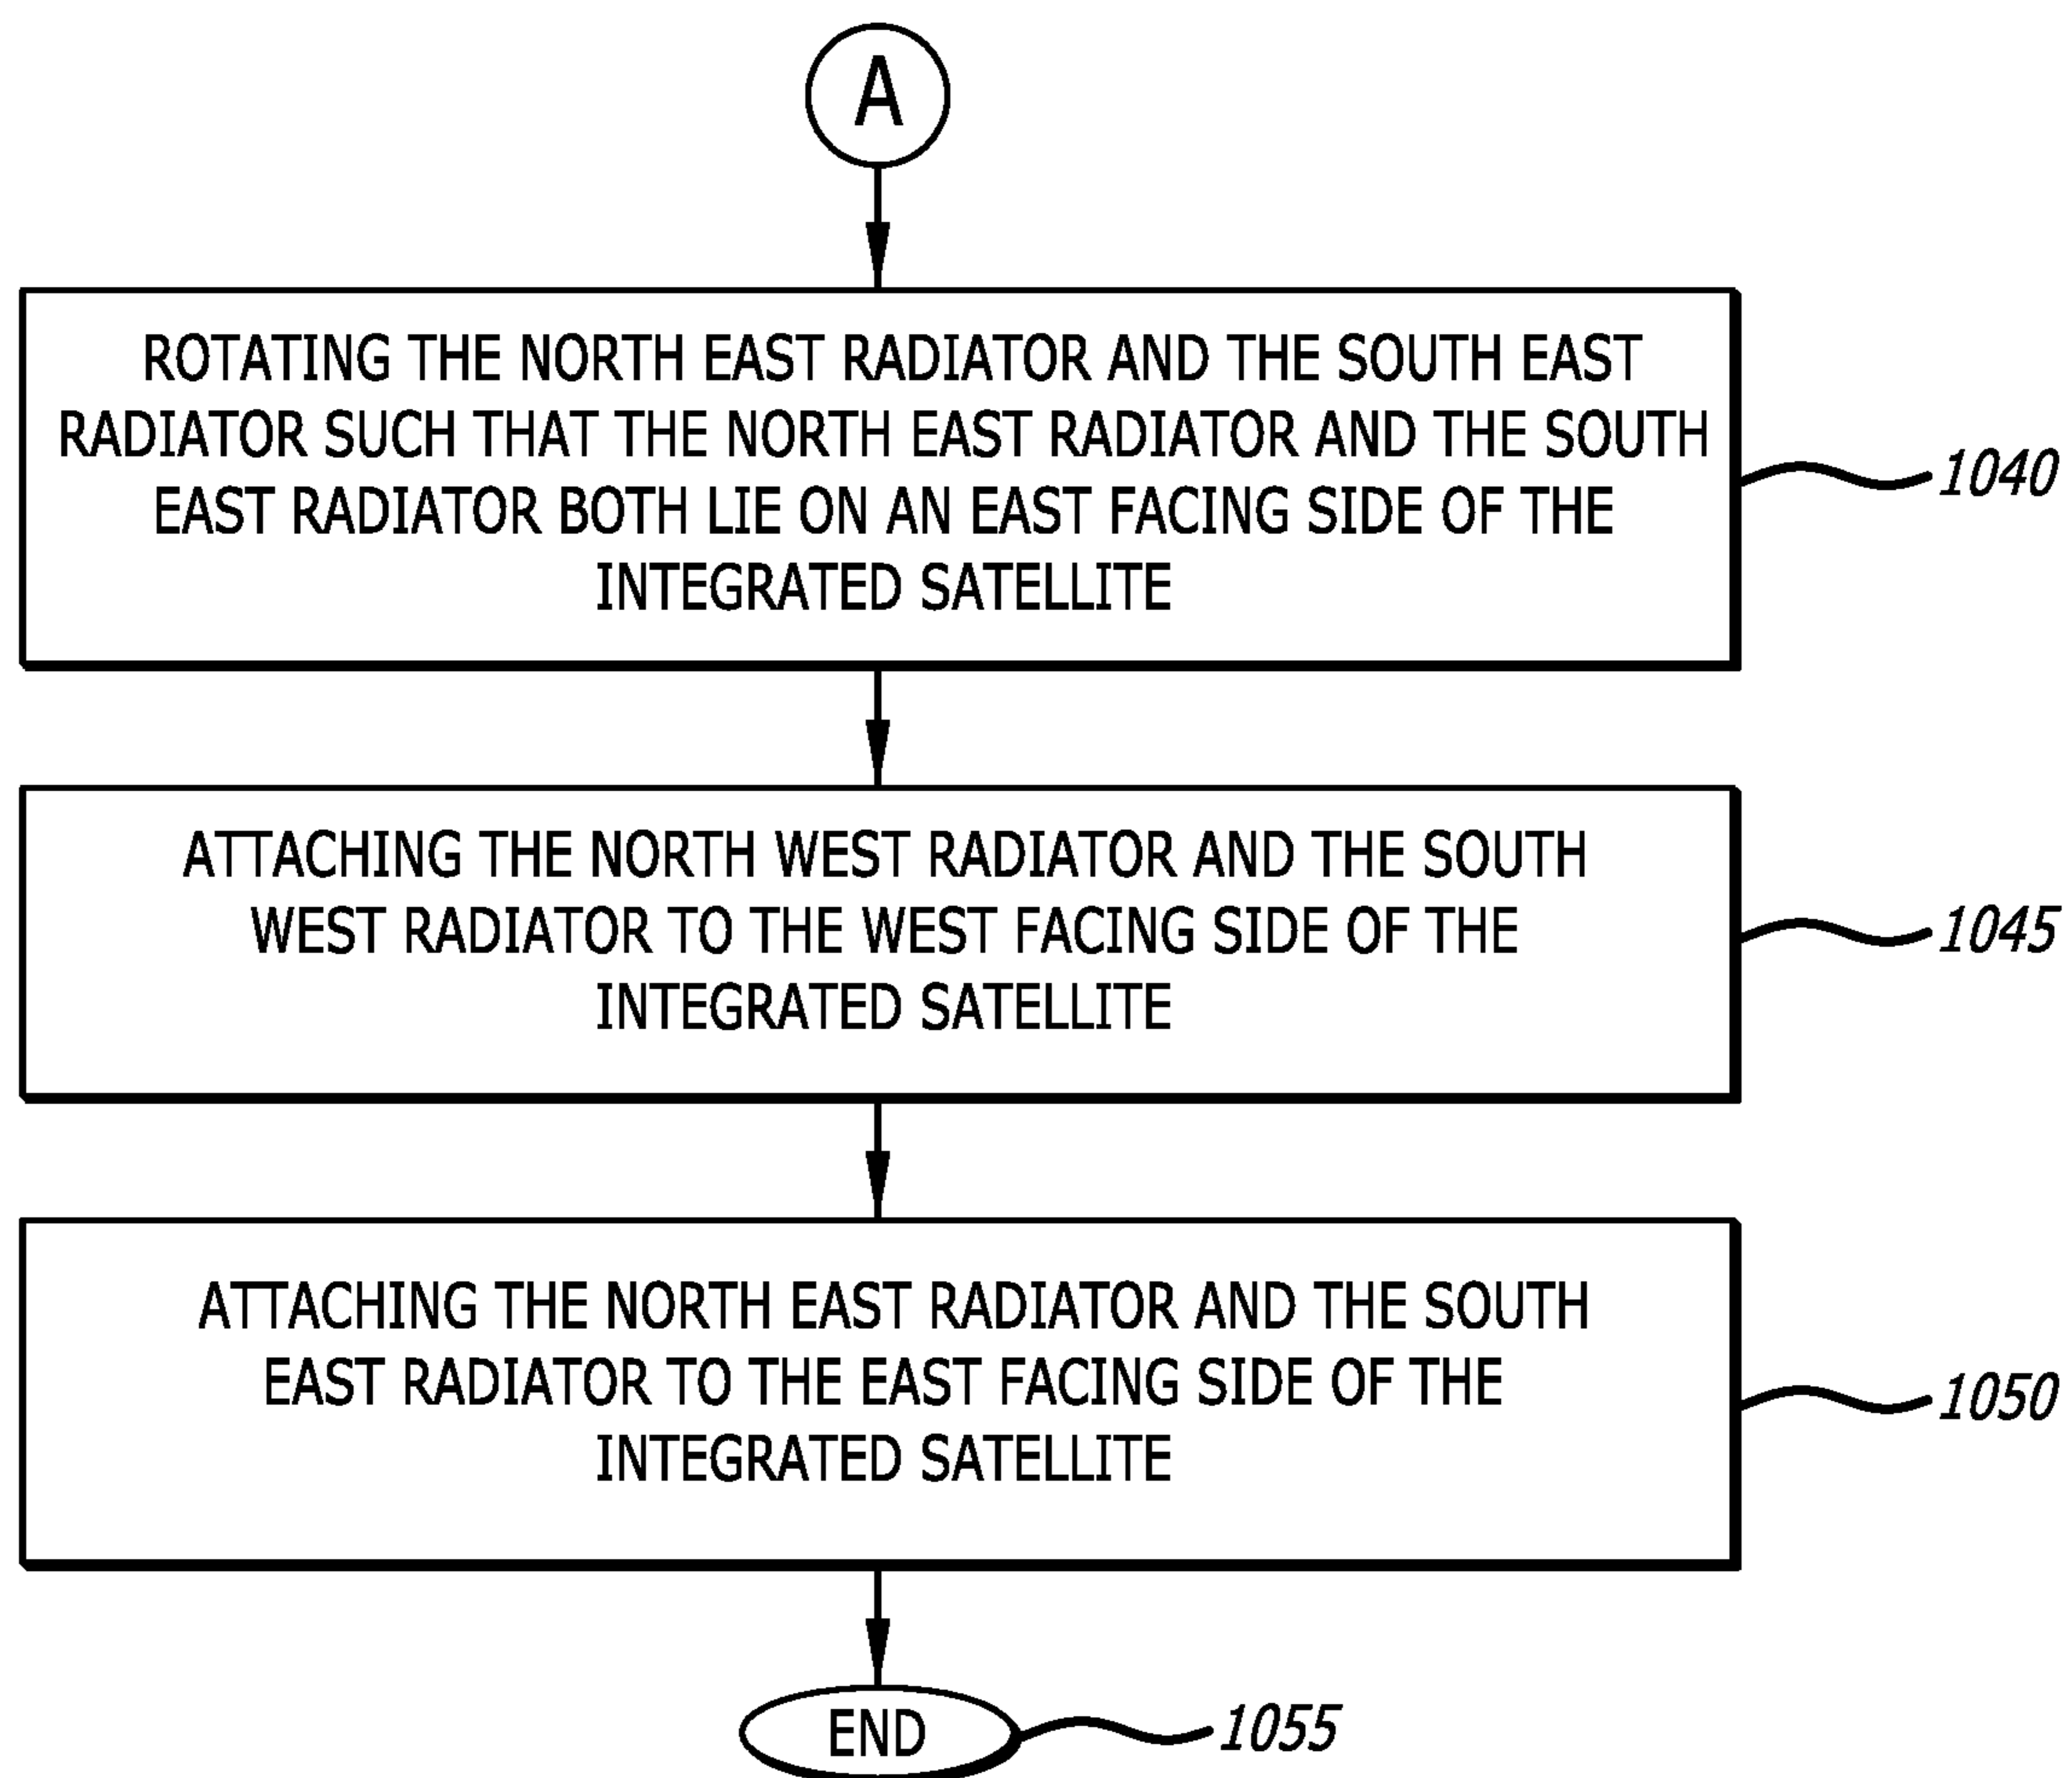 A
ROTATING THE NORTH EAST RADIATOR AND THE SOUTH EAST
RADIATOR SUCH THAT THE NORTH EAST RADIATOR AND THE SOUTH
EAST RADIATOR BOTH LIE ON AN EAST FACING SIDE OF THE
INTEGRATED SATELLITE
1040
ATTACHING THE NORTH WEST RADIATOR AND THE SOUTH
WEST RADIATOR TO THE WEST FACING SIDE OF THE
INTEGRATED SATELLITE
1045
ATTACHING THE NORTH EAST RADIATOR AND THE SOUTH
EAST RADIATOR TO THE EAST FACING SIDE OF THE
INTEGRATED SATELLITE
1050
END
1055